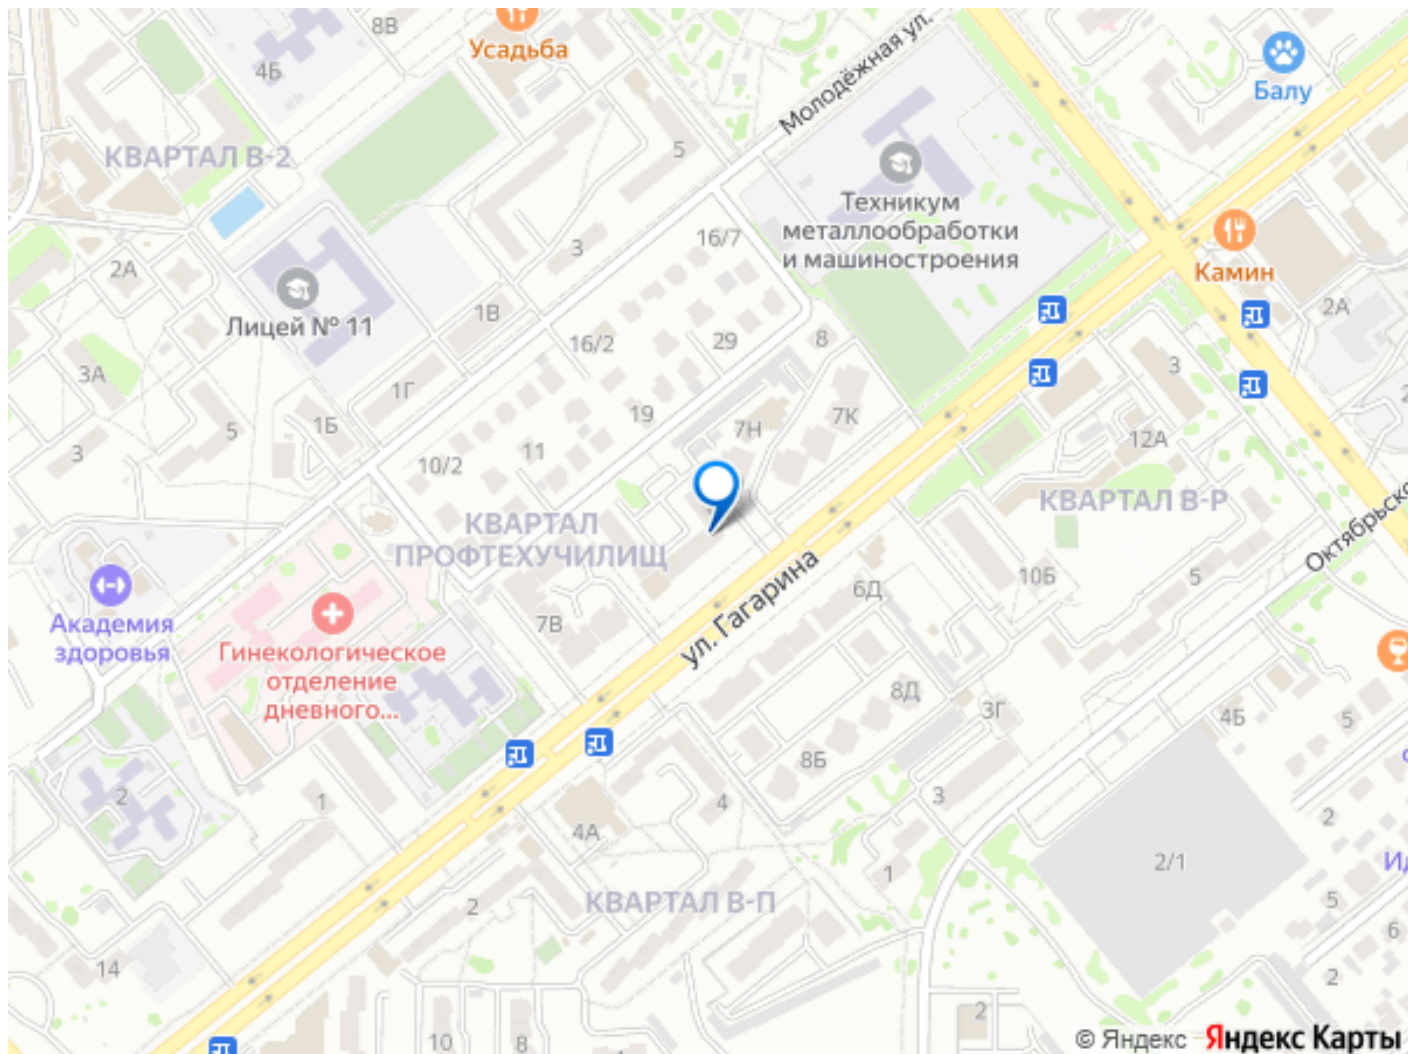 8В
Усадьба
4Б
Молодёжная ул.
Балу
КВАРТАЛ В-2
5
Техникум
металлообработки
и машиностроения
16/7
3
Камин
2А
1В
2А
Лицей № 11
16/2
29
8
3
3А
1Г
19
7К
7Н
12А
5
1Б
3
11
10/2
КВАРТАЛ В-Р
КВАРТАЛ
ПРОФТЕХУЧИЛИЩ
Октябрьско
ул. Гагарина
10Б
5
6Д
7В
Академия
здоровья
Гинекологическое
отделение
дневного...
8Д
3Г
4Б
5
8Б
2
1
4
3
2
4А
1
2/1
Ид
КВАРТАЛ В-П
2
5
6
14
2
2
10
8
© Яндекс Яндекс Карты